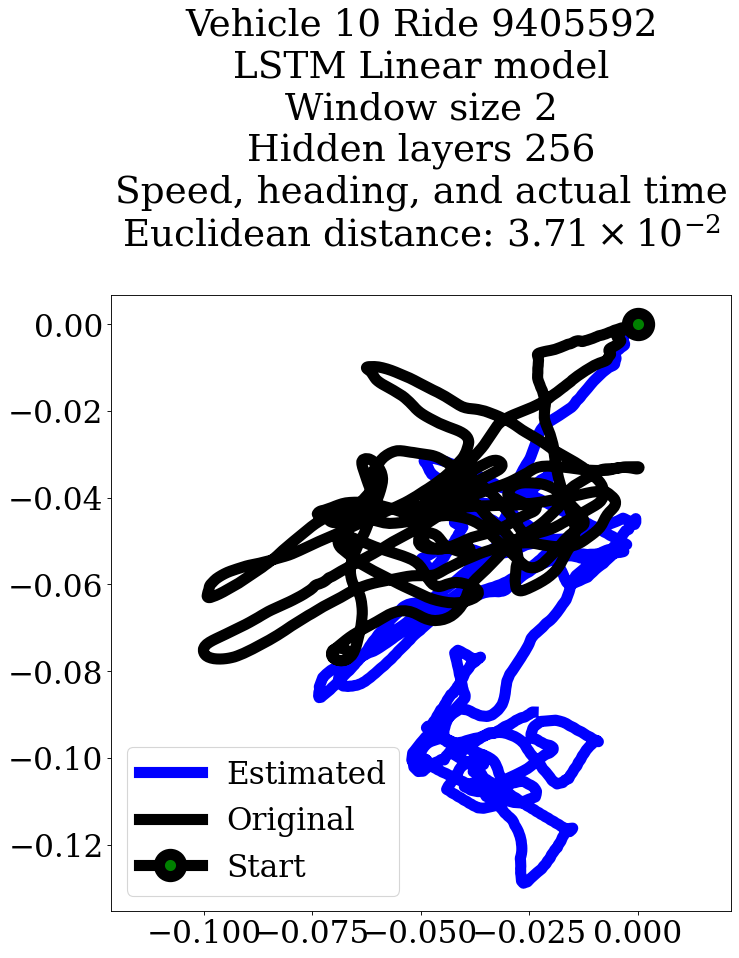 Vehicle 10 Ride 9405592
LSTM Linear model
Window size 2
Hidden layers 256
Speed, heading, and actual time
Euclidean distance: 3.71 × 10⁻²
0.00
−0.02
−0.04
−0.06
−0.08
−0.10
−0.12
Estimated
Original
Start
−0.100 −0.075 −0.050 −0.025 0.000